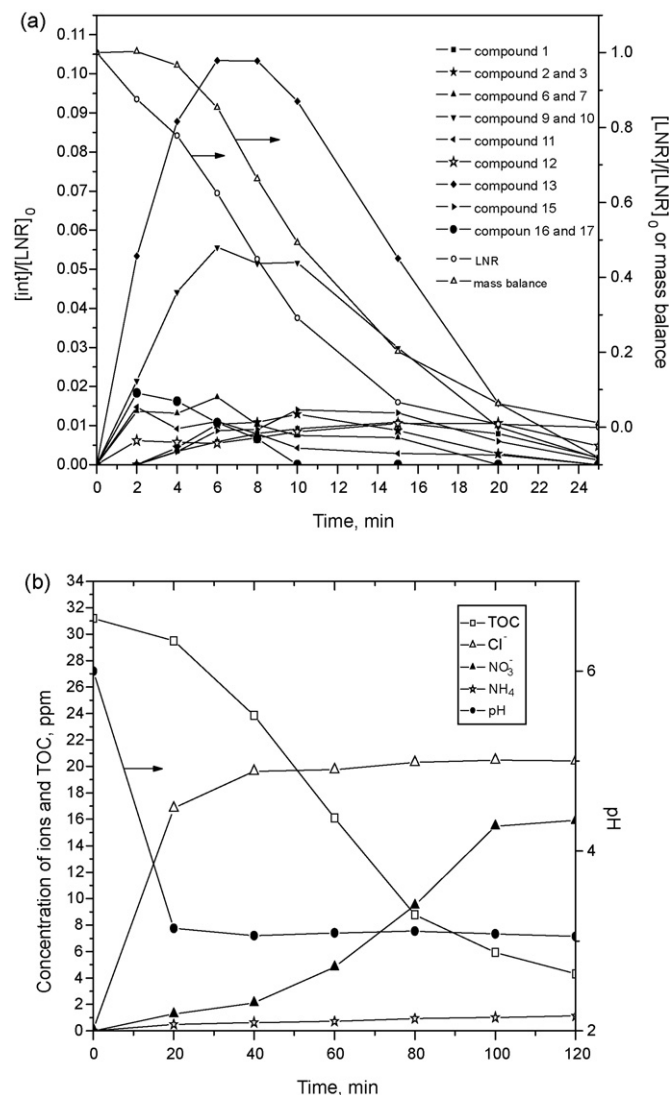 (a)
0.11
0.10
0.09
0.08
0.07
0.06
0.05
0.04
0.03
0.02
0.01
0.00
[int]/[LNR]0
compound 1
compound 2 and 3
compound 6 and 7
compound 9 and 10
compound 11
compound 12
compound 13
compound 15
compoun 16 and 17
LNR
mass balance
1.0
0.8
0.6
0.4
0.2
0.0
[LNR]/[LNR]0 or mass balance
0 2 4 6 8 10 12 14 16 18 20 22 24
Time, min
(b)
34
32
30
28
26
24
22
20
18
16
14
12
10
8
6
4
2
0
Concentration of ions and TOC, ppm
TOC
Cl-
NO3-
NH4
pH
6
4
2
pH
0 20 40 60 80 100 120
Time, min